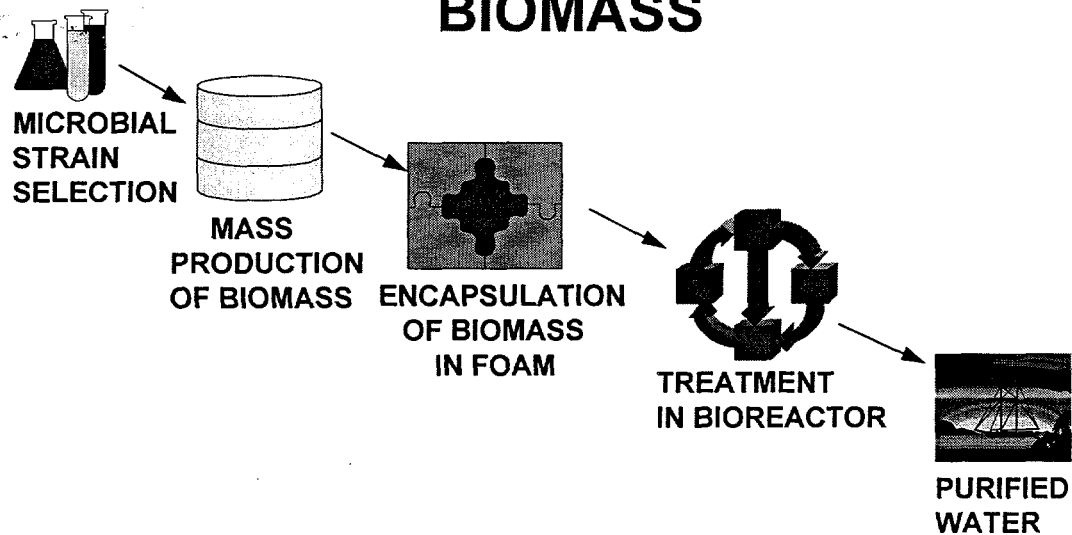 BIOMASS
MICROBIAL
STRAIN
SELECTION
MASS
PRODUCTION
OF BIOMASS
ENCAPSULATION
OF BIOMASS
IN FOAM
TREATMENT
IN BIOREACTOR
PURIFIED
WATER